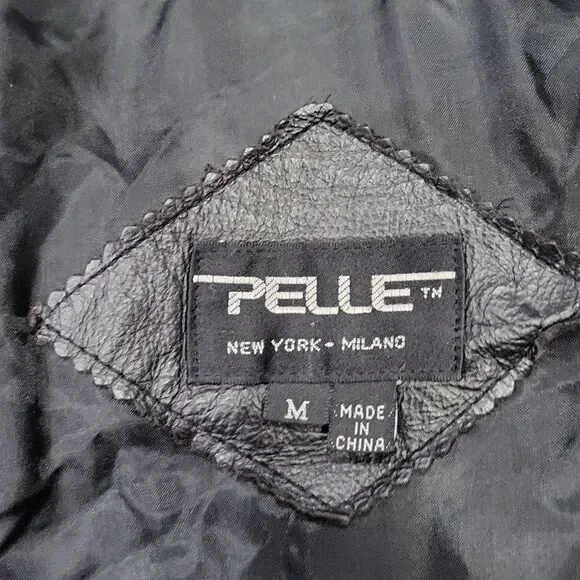 PELLE™
NEW YORK - MILANO
M
MADE
IN
CHINA